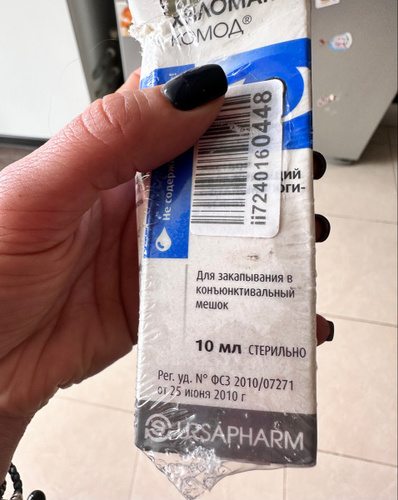 КОМОД®
Не содерж
ii7240160448
Для закапывания в
конъюнктивальный
мешок
10 мл СТЕРИЛЬНО
Рег. уд. N° ФСЗ 2010/07271
от 25 июня 2010 г
URSAPHARM